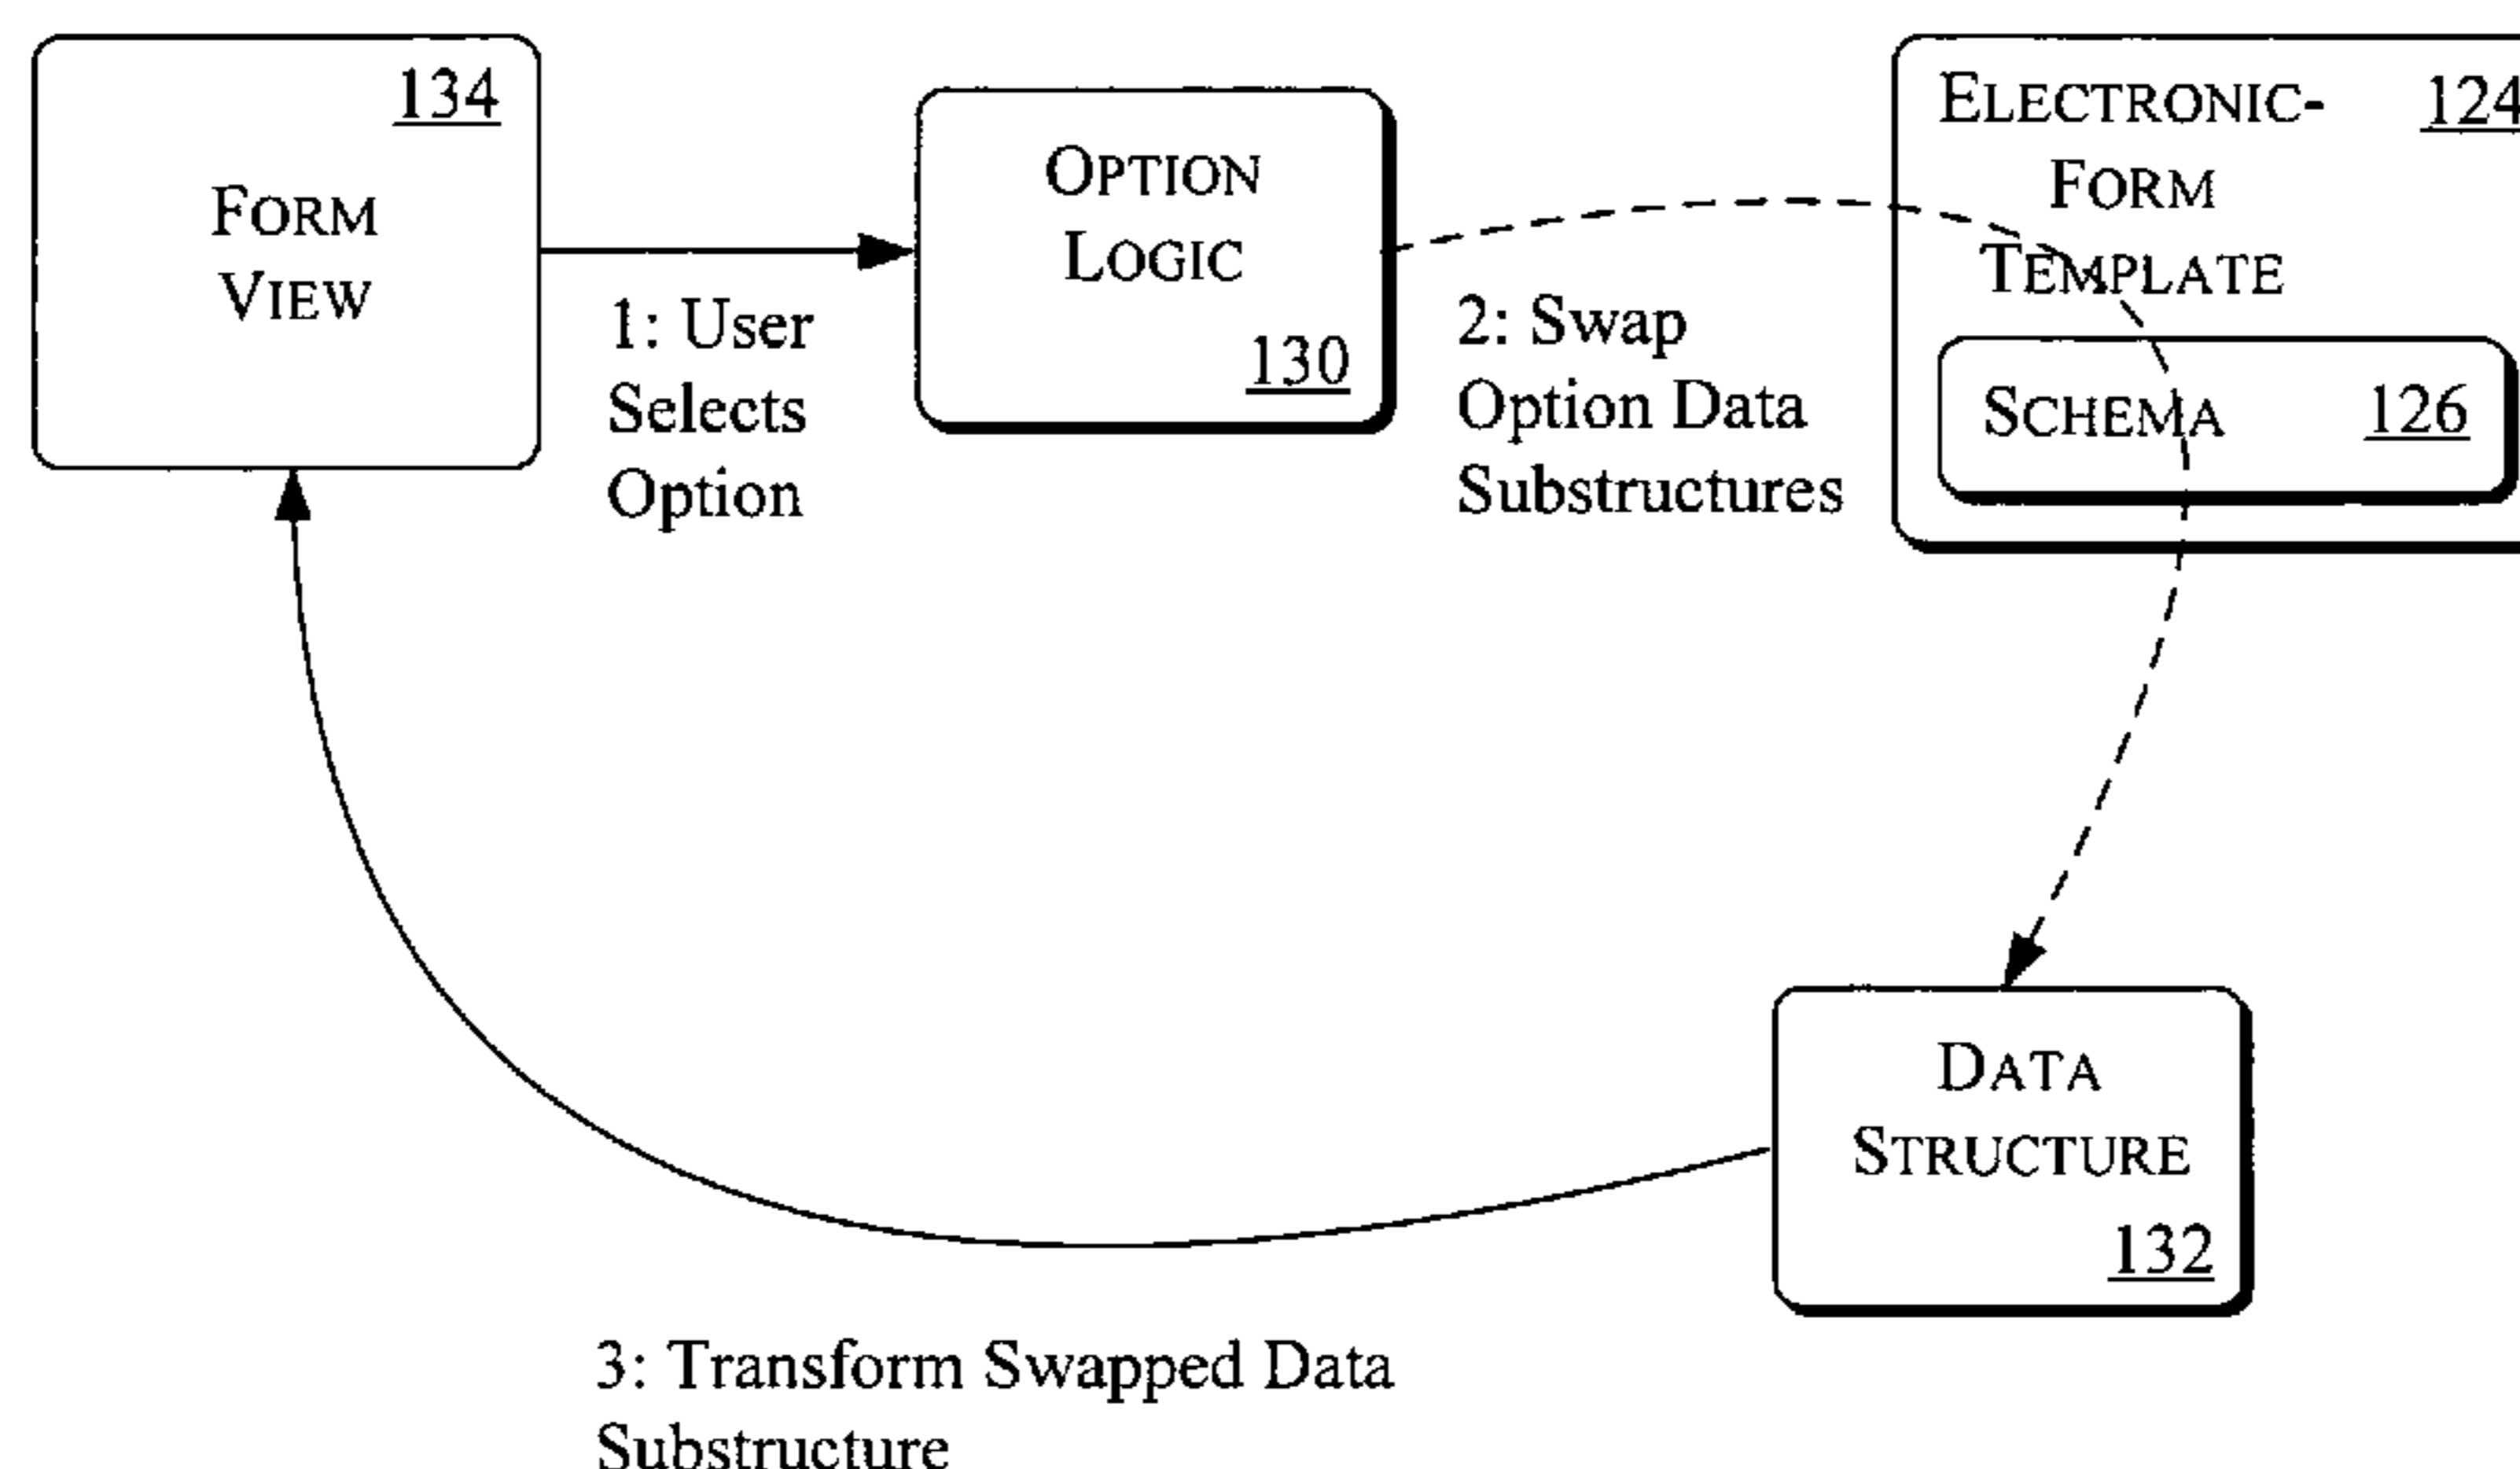 134
FORM
VIEW
1: User
Selects
Option
OPTION
LOGIC
130
2: Swap
Option Data
Substructures
ELECTRONIC-
124
FORM
TEMPLATE
SCHEMA
126
DATA
STRUCTURE
132
3: Transform Swapped Data
Substructure